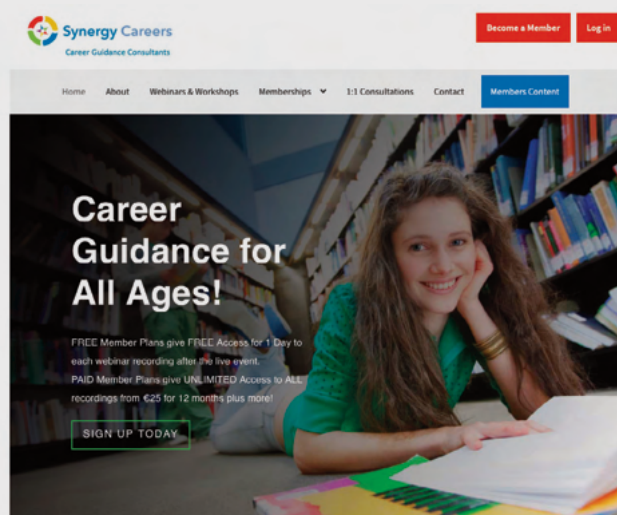 Synergy Careers
Career Guidance Consultants
Become a Member
Log in
Home About Webinars & Workshops Memberships 1:1 Consultations Contact Members Content
Career
Guidance for
All Ages!
FREE Member Plans give FREE Access for 1 Day to
each webinar recording after the live event.
PAID Member Plans give UNLIMITED Access to ALL
recordings from €25 for 12 months plus more!
SIGN UP TODAY